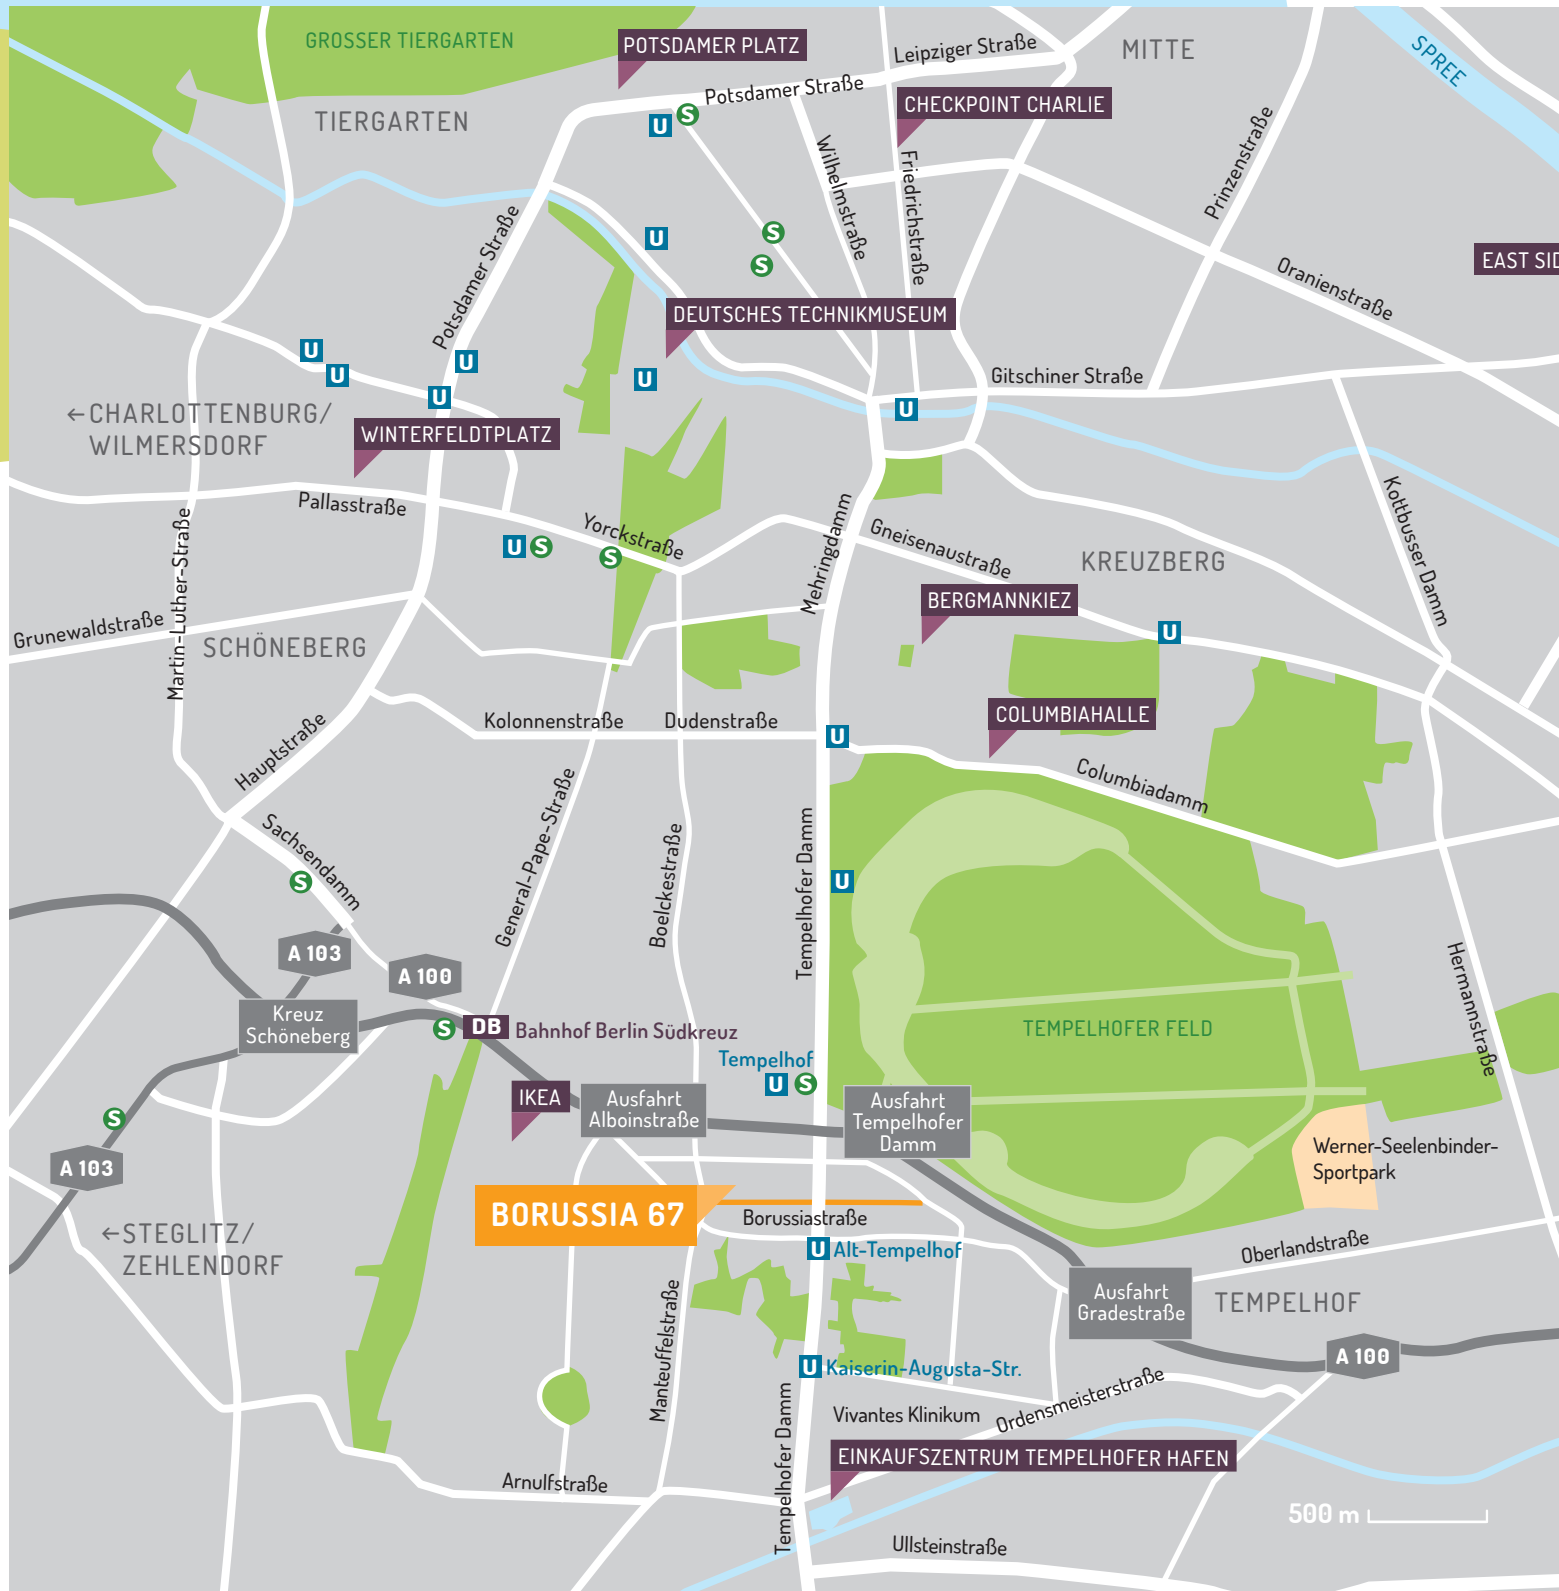 GROSSER TIERGARTEN
POTSDAMER PLATZ
Leipziger Straße
MITTE
SPREE
Potsdamer Straße
CHECKPOINT CHARLIE
TIERGARTEN
S
U
Wilhelmstraße
Friedrichstraße
Prinzenstraße
Potsdamer Straße
U
S
S
EAST SID
Oranienstraße
DEUTSCHES TECHNIKMUSEUM
U
U
U
U
U
Gitschiner Straße
U
←CHARLOTTENBURG/
WILMERSDORF
WINTERFELDTPLATZ
Pallasstraße
Yorckstraße
Mehringdamm
Gneisenaustraße
Kottbusser Damm
Martin-Luther-Straße
U S
S
KREUZBERG
BERGMANNKIEZ
U
Grunewaldstraße
SCHÖNEBERG
Kolonnenstraße
Dudenstraße
U
COLUMBIAHALLE
Hauptstraße
Columbiadamm
Sachsendamm
S
General-Pape-Straße
Boelckestraße
Tempelhofer Damm
U
A 103
A 100
Hermannstraße
Kreuz
Schöneberg
S
DB
Bahnhof Berlin Südkreuz
TEMPELHOFER FELD
Tempelhof
U S
IKEA
Ausfahrt
Alboinstraße
Ausfahrt
Tempelhofer
Damm
S
A 103
Werner-Seelenbinder-
Sportpark
BORUSSIA 67
Borussiastraße
←STEGLITZ/
ZEHLENDORF
U Alt-Tempelhof
Oberlandstraße
Manteuffelstraße
Ausfahrt
Gradestraße
TEMPELHOF
A 100
U Kaiserin-Augusta-Str.
Ordensmeisterstraße
Vivantes Klinikum
Tempelhofer Damm
EINKAUFSZENTRUM TEMPELHOFER HAFEN
Arnulfstraße
500 m
Ullsteinstraße